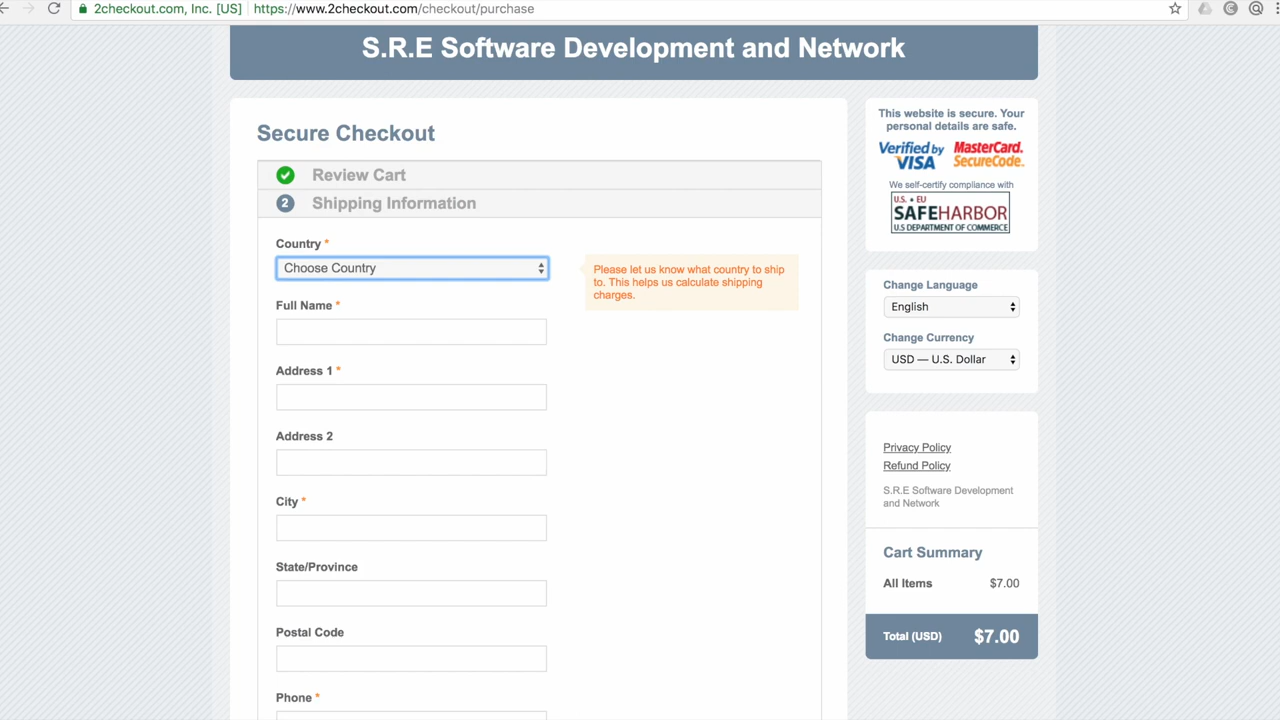 2checkout.com, Inc. [US]
https://www.2checkout.com/checkout/purchase
S.R.E Software Development and Network
Secure Checkout
Review Cart
2 Shipping Information
Country *
Choose Country
Please let us know what country to ship
to. This helps us calculate shipping
charges.
Full Name *
Address 1 *
Address 2
City *
State/Province
Postal Code
Phone *
This website is secure. Your
personal details are safe.
Verified by
VISA
MasterCard.
SecureCode.
We self-certify compliance with
U.S. • EU
SAFEHARBOR
U.S DEPARTMENT OF COMMERCE
Change Language
English
Change Currency
USD — U.S. Dollar
Privacy Policy
Refund Policy
S.R.E Software Development
and Network
Cart Summary
All Items $7.00
Total (USD) $7.00